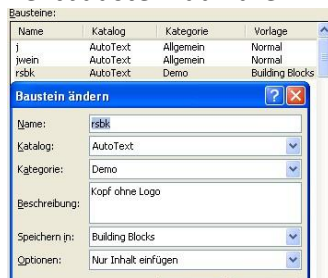 Bausteine:
Name Katalog Kategorie Vorlage
j AutoText Allgemein Normal
jwein AutoText Allgemein Normal
rsbk AutoText Demo Building Blocks
Baustein ändern
Name: rsbk
Katalog: AutoText
Kategorie: Demo
Beschreibung: Kopf ohne Logo
Speichern in: Building Blocks
Optionen: Nur Inhalt einfügen